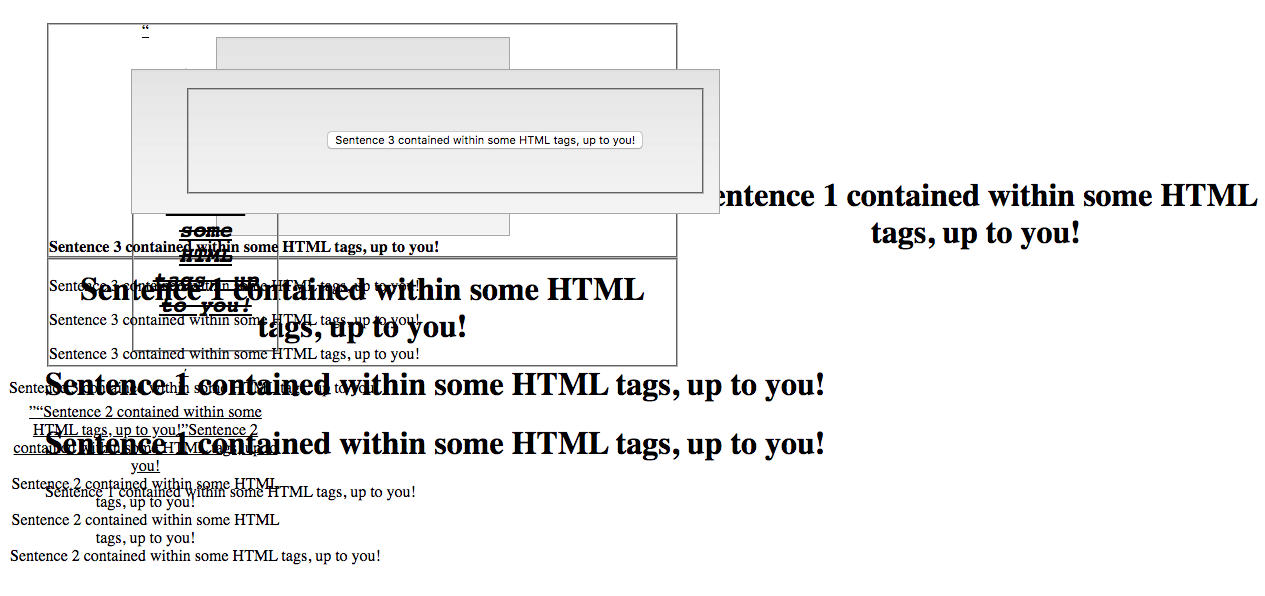 “
Sentence 3 contained within some HTML tags, up to you!
entence 1 contained within some HTML
tags, up to you!
some
HTML
tags, up
to you!
Sentence 3 contained within some HTML tags, up to you!
Sentence 3 contained within some HTML tags, up to you!
Sentence 1 contained within some HTML
tags, up to you!
Sentence 3 contained within some HTML tags, up to you!
Sentence 3 contained within some HTML tags, up to you!
Sentence 3 contained within some HTML tags, up to you!
Sentence 1 contained within some HTML tags, up to you!
”“Sentence 2 contained within some
HTML tags, up to you!”Sentence 2
contained within some HTML tags, up to
you!
Sentence 1 contained within some HTML tags, up to you!
Sentence 2 contained within some HTML
tags, up to you!
Sentence 1 contained within some HTML tags, up to you!
Sentence 2 contained within some HTML
tags, up to you!
Sentence 2 contained within some HTML tags, up to you!